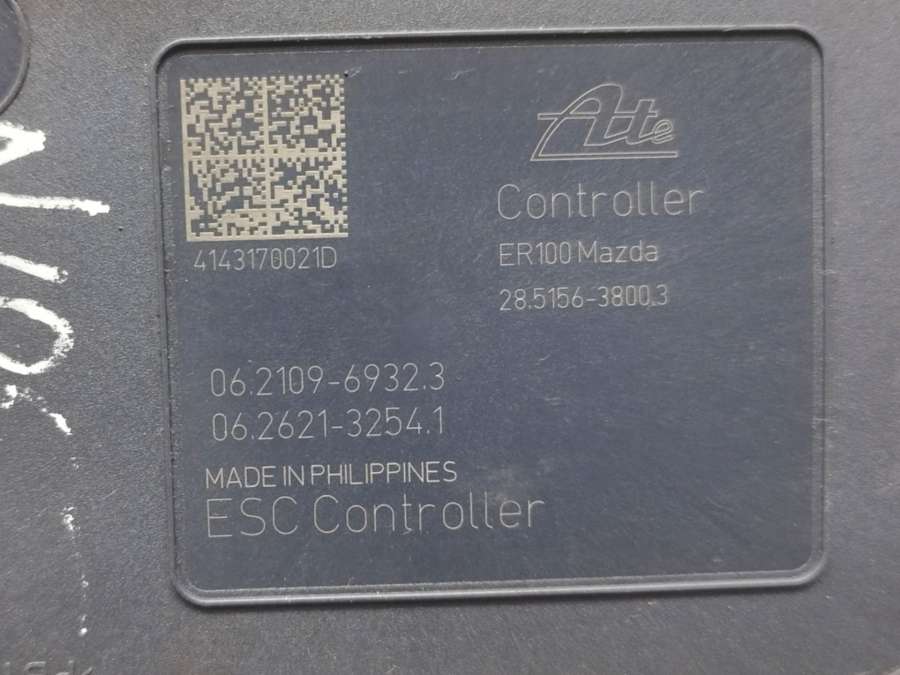 Ate
4143170021D
Controller
ER100 Mazda
28.5156-3800.3
06.2109-6932.3
06.2621-3254.1
MADE IN PHILIPPINES
ESC Controller